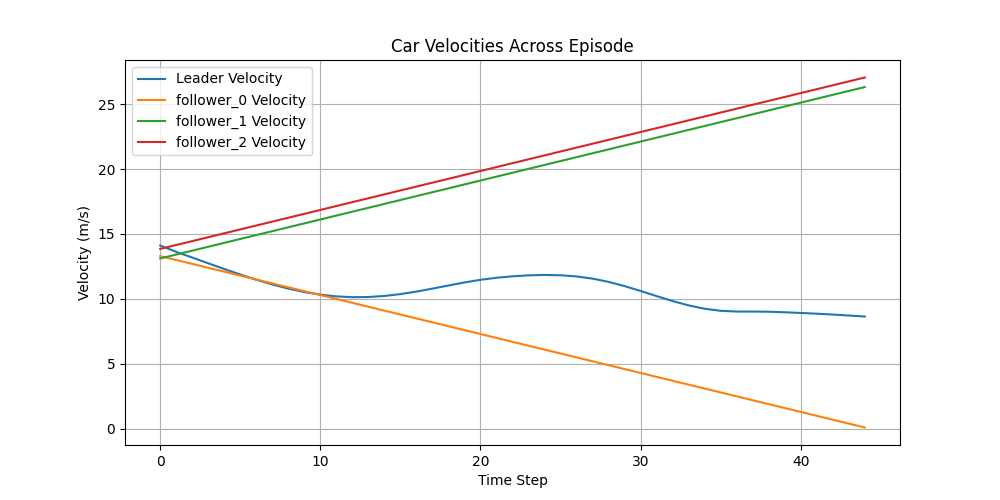 Car Velocities Across Episode
Leader Velocity
follower_0 Velocity
follower_1 Velocity
follower_2 Velocity
Velocity (m/s)
25
20
15
10
5
0
0 10 20 30 40
Time Step